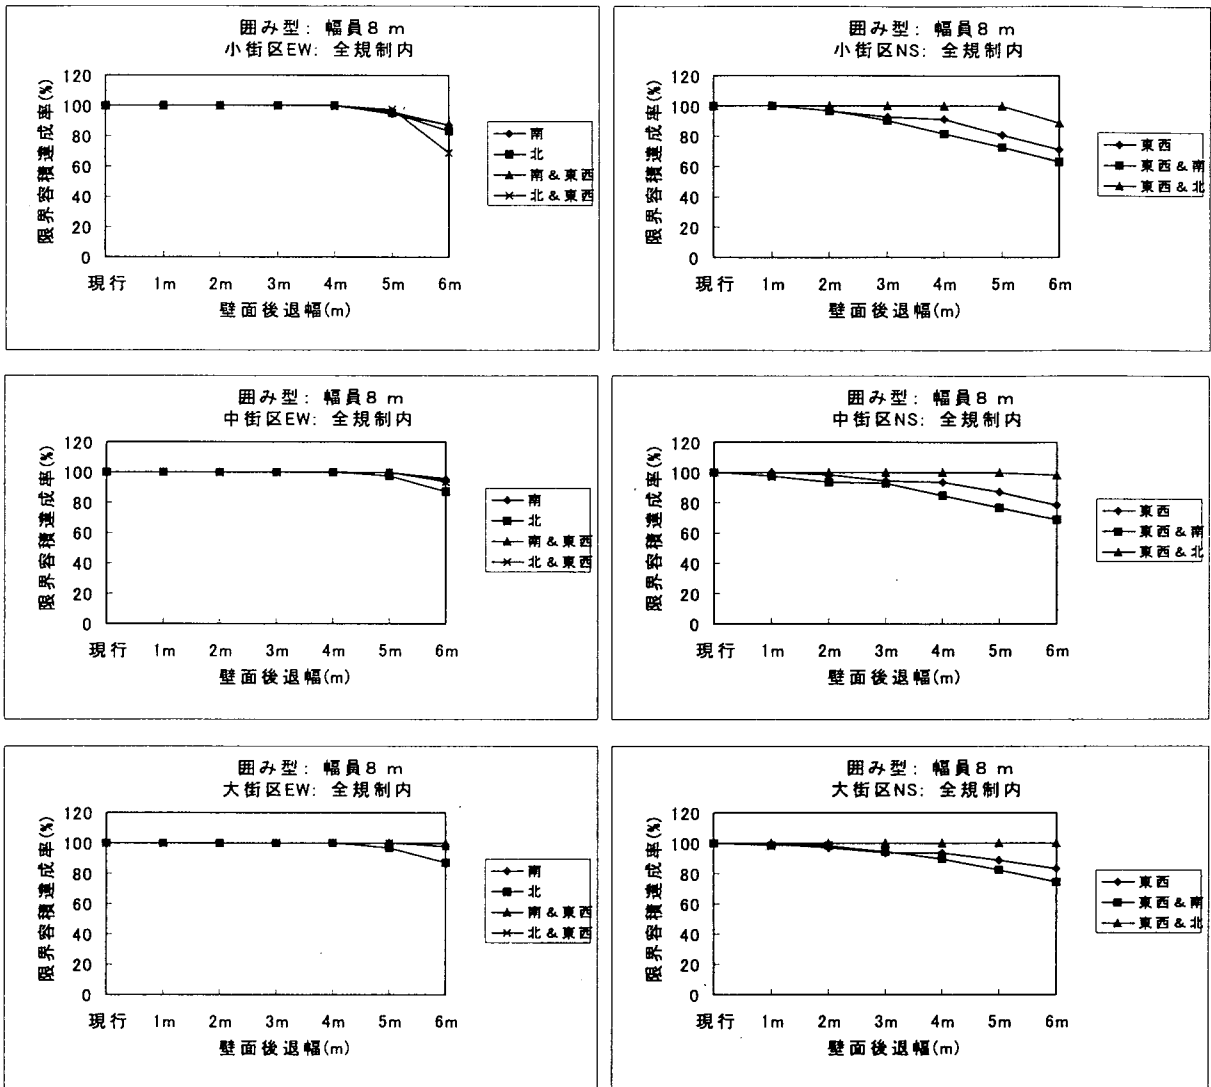 囲み型: 幅員8 m
小街区EW: 全規制内
限界容積達成率(%)
120
100
80
60
40
20
0
現行 1m 2m 3m 4m 5m 6m
壁面後退幅(m)
南
北
南 & 東西
北 & 東西
囲み型: 幅員8 m
小街区NS: 全規制内
限界容積達成率(%)
120
100
80
60
40
20
0
現行 1m 2m 3m 4m 5m 6m
壁面後退幅(m)
東西
東西 & 南
東西 & 北
囲み型: 幅員8 m
中街区EW: 全規制内
限界容積達成率(%)
120
100
80
60
40
20
0
現行 1m 2m 3m 4m 5m 6m
壁面後退幅(m)
南
北
南 & 東西
北 & 東西
囲み型: 幅員8 m
中街区NS: 全規制内
限界容積達成率(%)
120
100
80
60
40
20
0
現行 1m 2m 3m 4m 5m 6m
壁面後退幅(m)
東西
東西 & 南
東西 & 北
囲み型: 幅員8 m
大街区EW: 全規制内
限界容積達成率(%)
120
100
80
60
40
20
0
現行 1m 2m 3m 4m 5m 6m
壁面後退幅(m)
南
北
南 & 東西
北 & 東西
囲み型: 幅員8 m
大街区NS: 全規制内
限界容積達成率(%)
120
100
80
60
40
20
0
現行 1m 2m 3m 4m 5m 6m
壁面後退幅(m)
東西
東西 & 南
東西 & 北